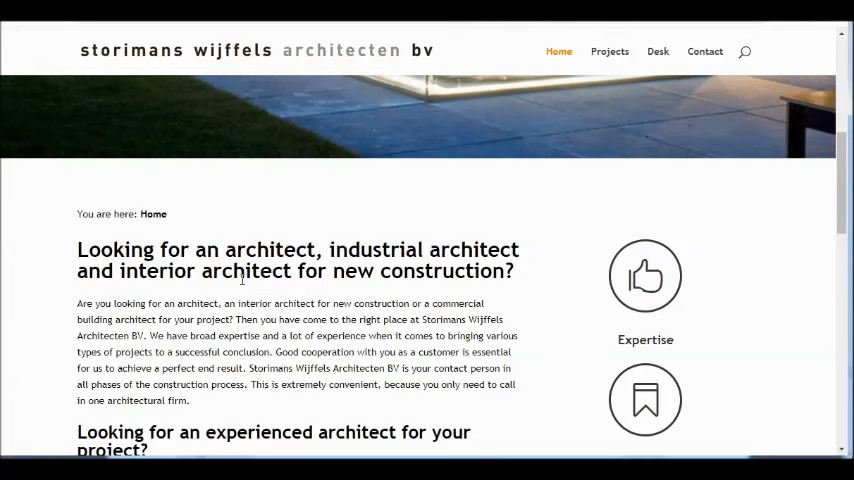 storimans wijffels architecten bv
Home Projects Desk Contact
You are here: Home
Looking for an architect, industrial architect
and interior architect for new construction?
Are you looking for an architect, an interior architect for new construction or a commercial
building architect for your project? Then you have come to the right place at Storimans Wijffels
Architecten BV. We have broad expertise and a lot of experience when it comes to bringing various
types of projects to a successful conclusion. Good cooperation with you as a customer is essential
for us to achieve a perfect end result. Storimans Wijffels Architecten BV is your contact person in
all phases of the construction process. This is extremely convenient, because you only need to call
in one architectural firm.
Expertise
Looking for an experienced architect for your
project?